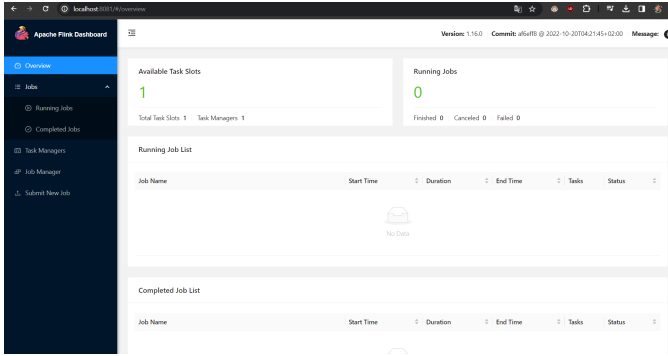 localhost:8081/#/overview
Apache Flink Dashboard
Version: 1.16.0 Commit: af6eff8 @ 2022-10-20T04:21:45+02:00 Message:
Overview
Jobs
Running Jobs
Completed Jobs
Task Managers
Job Manager
Submit New Job
Available Task Slots
1
Total Task Slots 1 Task Managers 1
Running Jobs
0
Finished 0 Canceled 0 Failed 0
Running Job List
Job Name Start Time Duration End Time Tasks Status
No Data
Completed Job List
Job Name Start Time Duration End Time Tasks Status